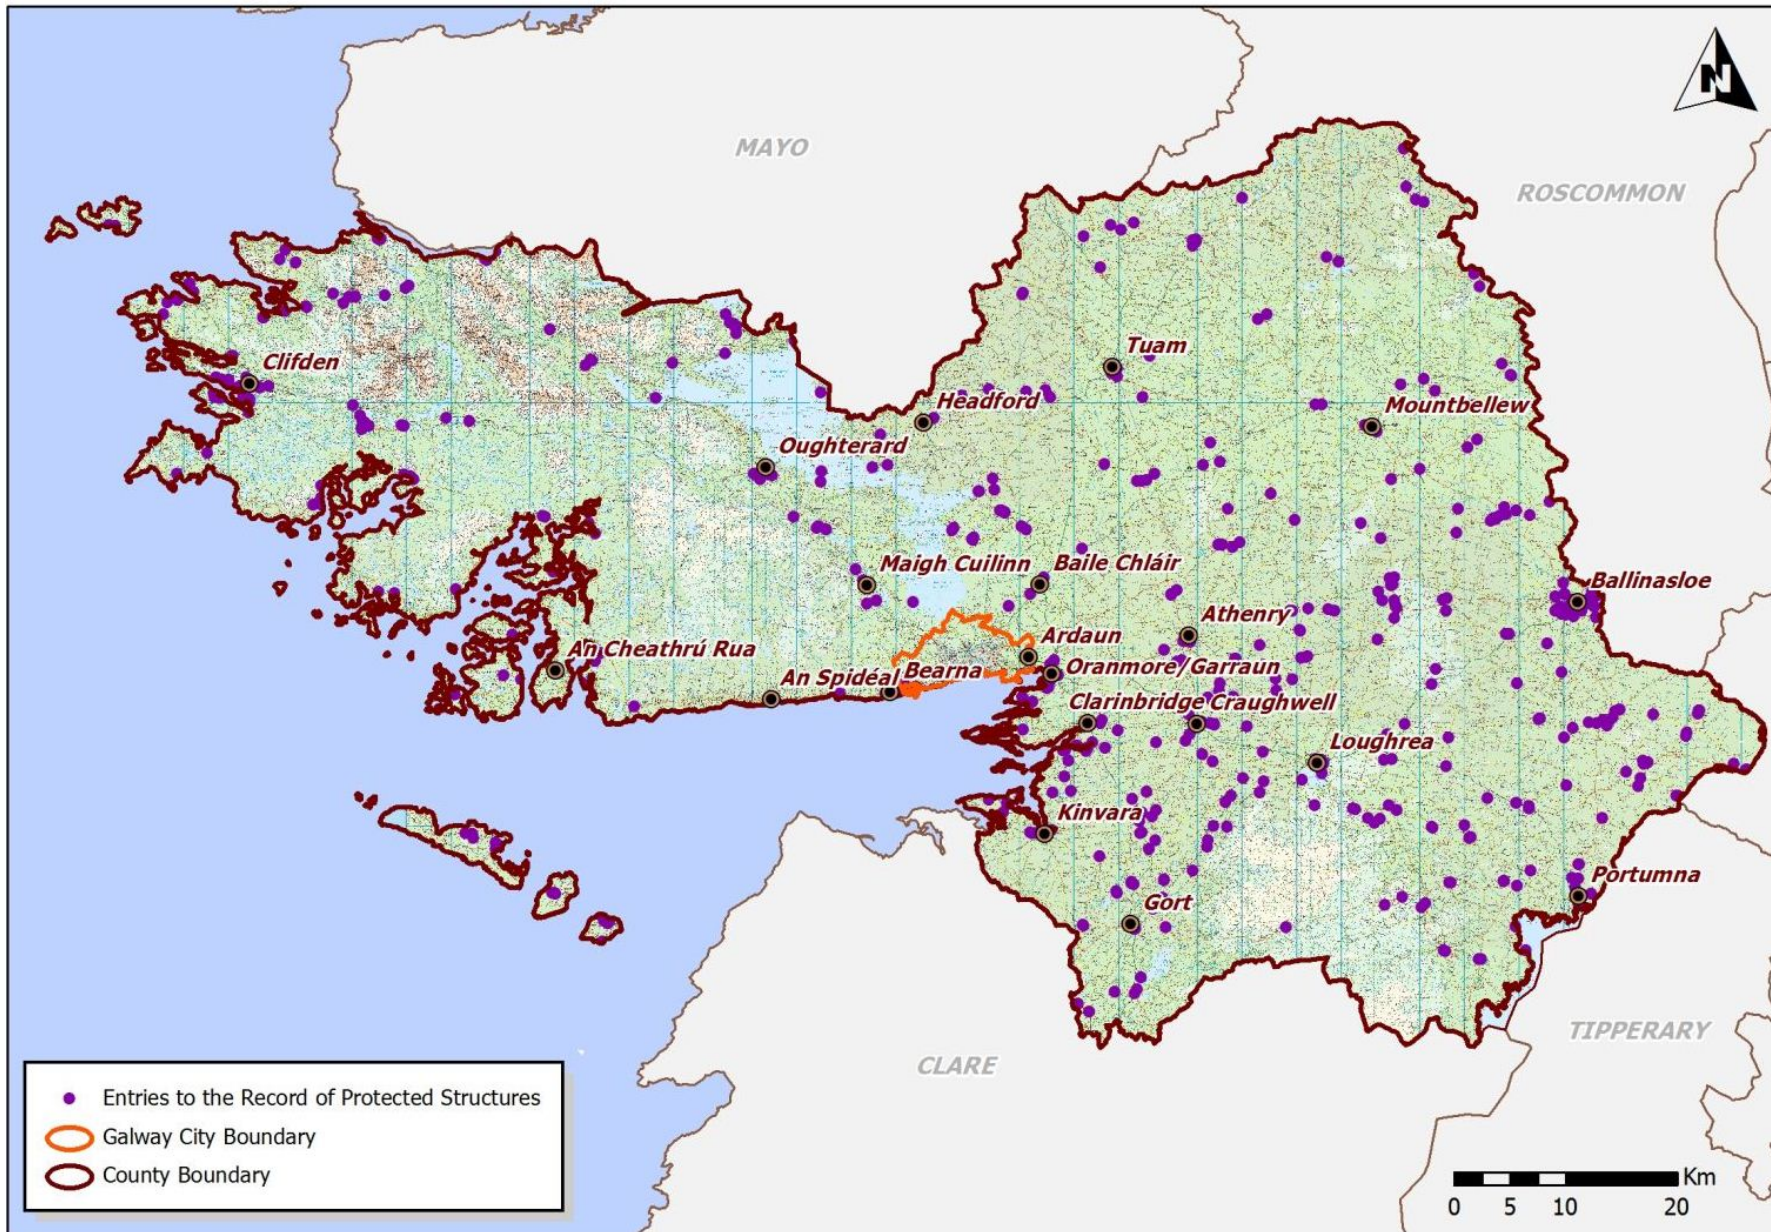 N
MAYO
ROSCOMMON
Clifden
Tuam
Headford
Mountbellew
Oughterard
Maigh Cuilinn
Baile Chláir
Ballinasloe
Athenry
An Cheathrú Rua
Ardaun
An Spidéal
Bearna
Oranmore/Garraun
Clarinbridge
Craughwell
Loughrea
Kinvara
Portumna
Gort
CLARE
TIPPERARY
Entries to the Record of Protected Structures
Galway City Boundary
County Boundary
Km
0 5 10 20